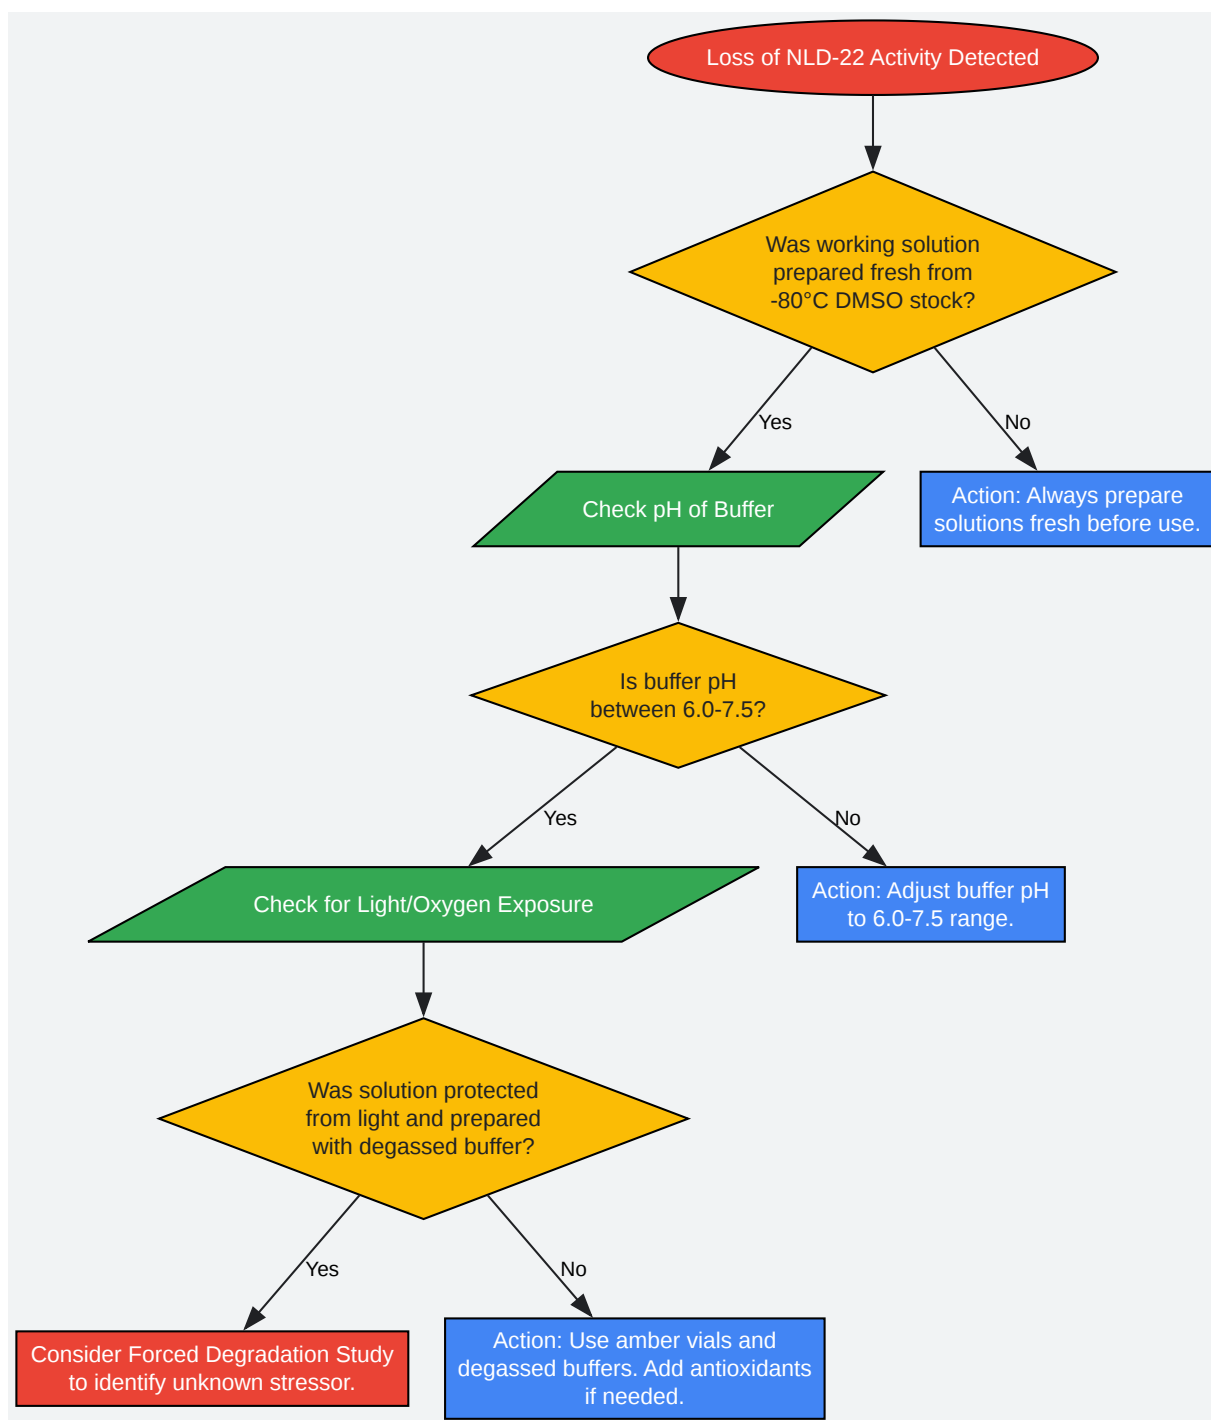 Loss of NLD-22 Activity Detected
Was working solution
prepared fresh from
-80°C DMSO stock?
Yes
No
Check pH of Buffer
Action: Always prepare
solutions fresh before use.
Is buffer pH
between 6.0-7.5?
Yes
No
Check for Light/Oxygen Exposure
Action: Adjust buffer pH
to 6.0-7.5 range.
Was solution protected
from light and prepared
with degassed buffer?
Yes
No
Consider Forced Degradation Study
to identify unknown stressor.
Action: Use amber vials and
degassed buffers. Add antioxidants
if needed.